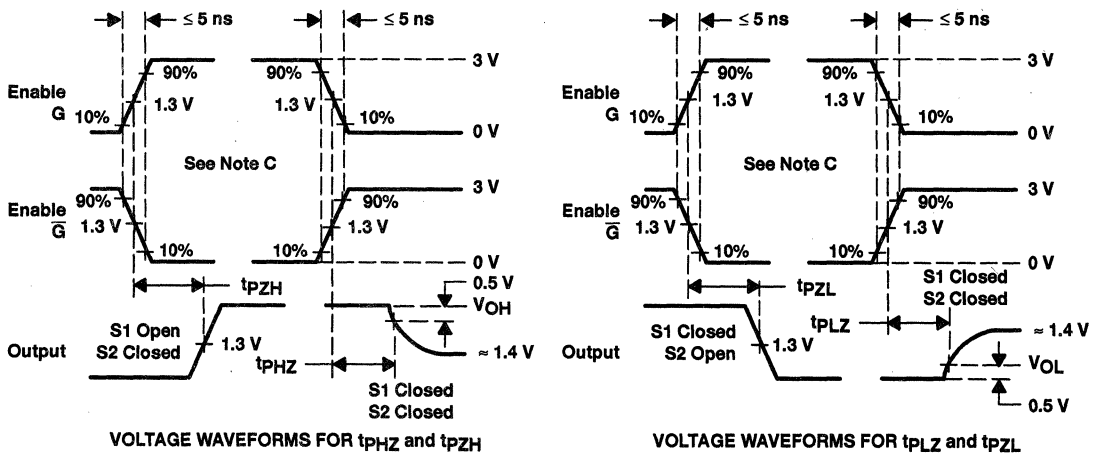 ≤ 5 ns
≤ 5 ns
3 V
90%
90%
Enable
G
1.3 V
1.3 V
10%
10%
0 V
See Note C
3 V
90%
90%
Enable
G̅
1.3 V
1.3 V
10%
10%
0 V
tPZH
0.5 V
VOH
S1 Open
S2 Closed
Output
1.3 V
tPHZ
≈ 1.4 V
S1 Closed
S2 Closed
VOLTAGE WAVEFORMS FOR tPHZ and tPZH
≤ 5 ns
≤ 5 ns
3 V
90%
90%
Enable
G
1.3 V
1.3 V
10%
10%
0 V
See Note C
3 V
90%
90%
Enable
G̅
1.3 V
1.3 V
10%
10%
0 V
tPZL
S1 Closed
S2 Closed
tPLZ
S1 Closed
S2 Open
Output
1.3 V
≈ 1.4 V
VOL
0.5 V
VOLTAGE WAVEFORMS FOR tPLZ and tPZL